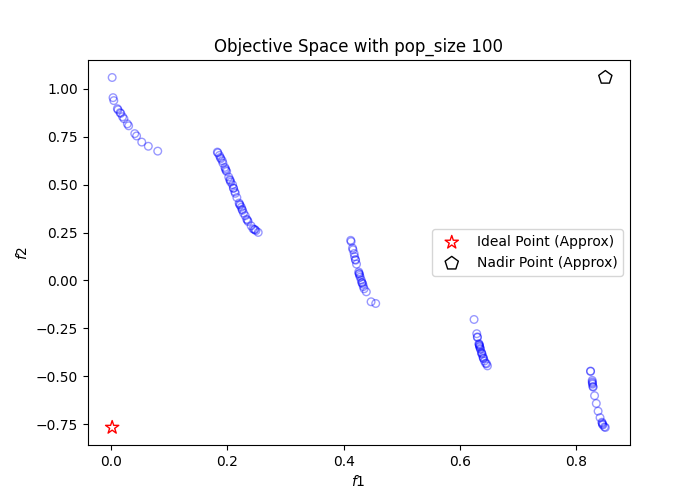 Objective Space with pop_size 100
1.00
0.75
0.50
0.25
0.00
−0.25
−0.50
−0.75
f2
Ideal Point (Approx)
Nadir Point (Approx)
0.0 0.2 0.4 0.6 0.8
f1